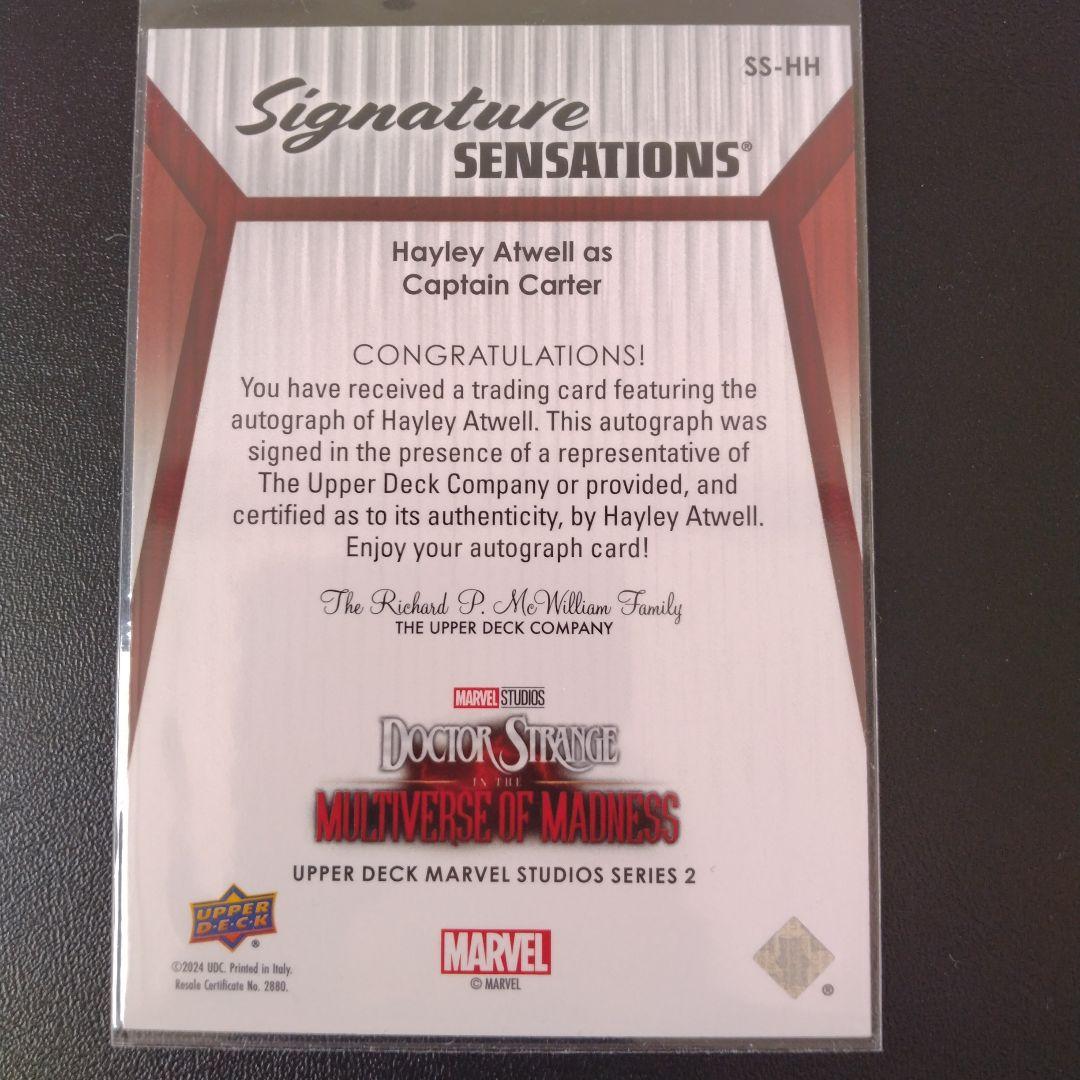 SS-HH
Signature
SENSATIONS®
Hayley Atwell as
Captain Carter
CONGRATULATIONS!
You have received a trading card featuring the
autograph of Hayley Atwell. This autograph was
signed in the presence of a representative of
The Upper Deck Company or provided, and
certified as to its authenticity, by Hayley Atwell.
Enjoy your autograph card!
The Richard P. McWilliam Family
THE UPPER DECK COMPANY
MARVEL STUDIOS
DOCTOR STRANGE
IN THE
MULTIVERSE OF MADNESS
UPPER DECK MARVEL STUDIOS SERIES 2
UPPER
D·E·C·K
®
©2024 UDC. Printed in Italy.
Resale Certificate No. 2880.
MARVEL
© MARVEL
®